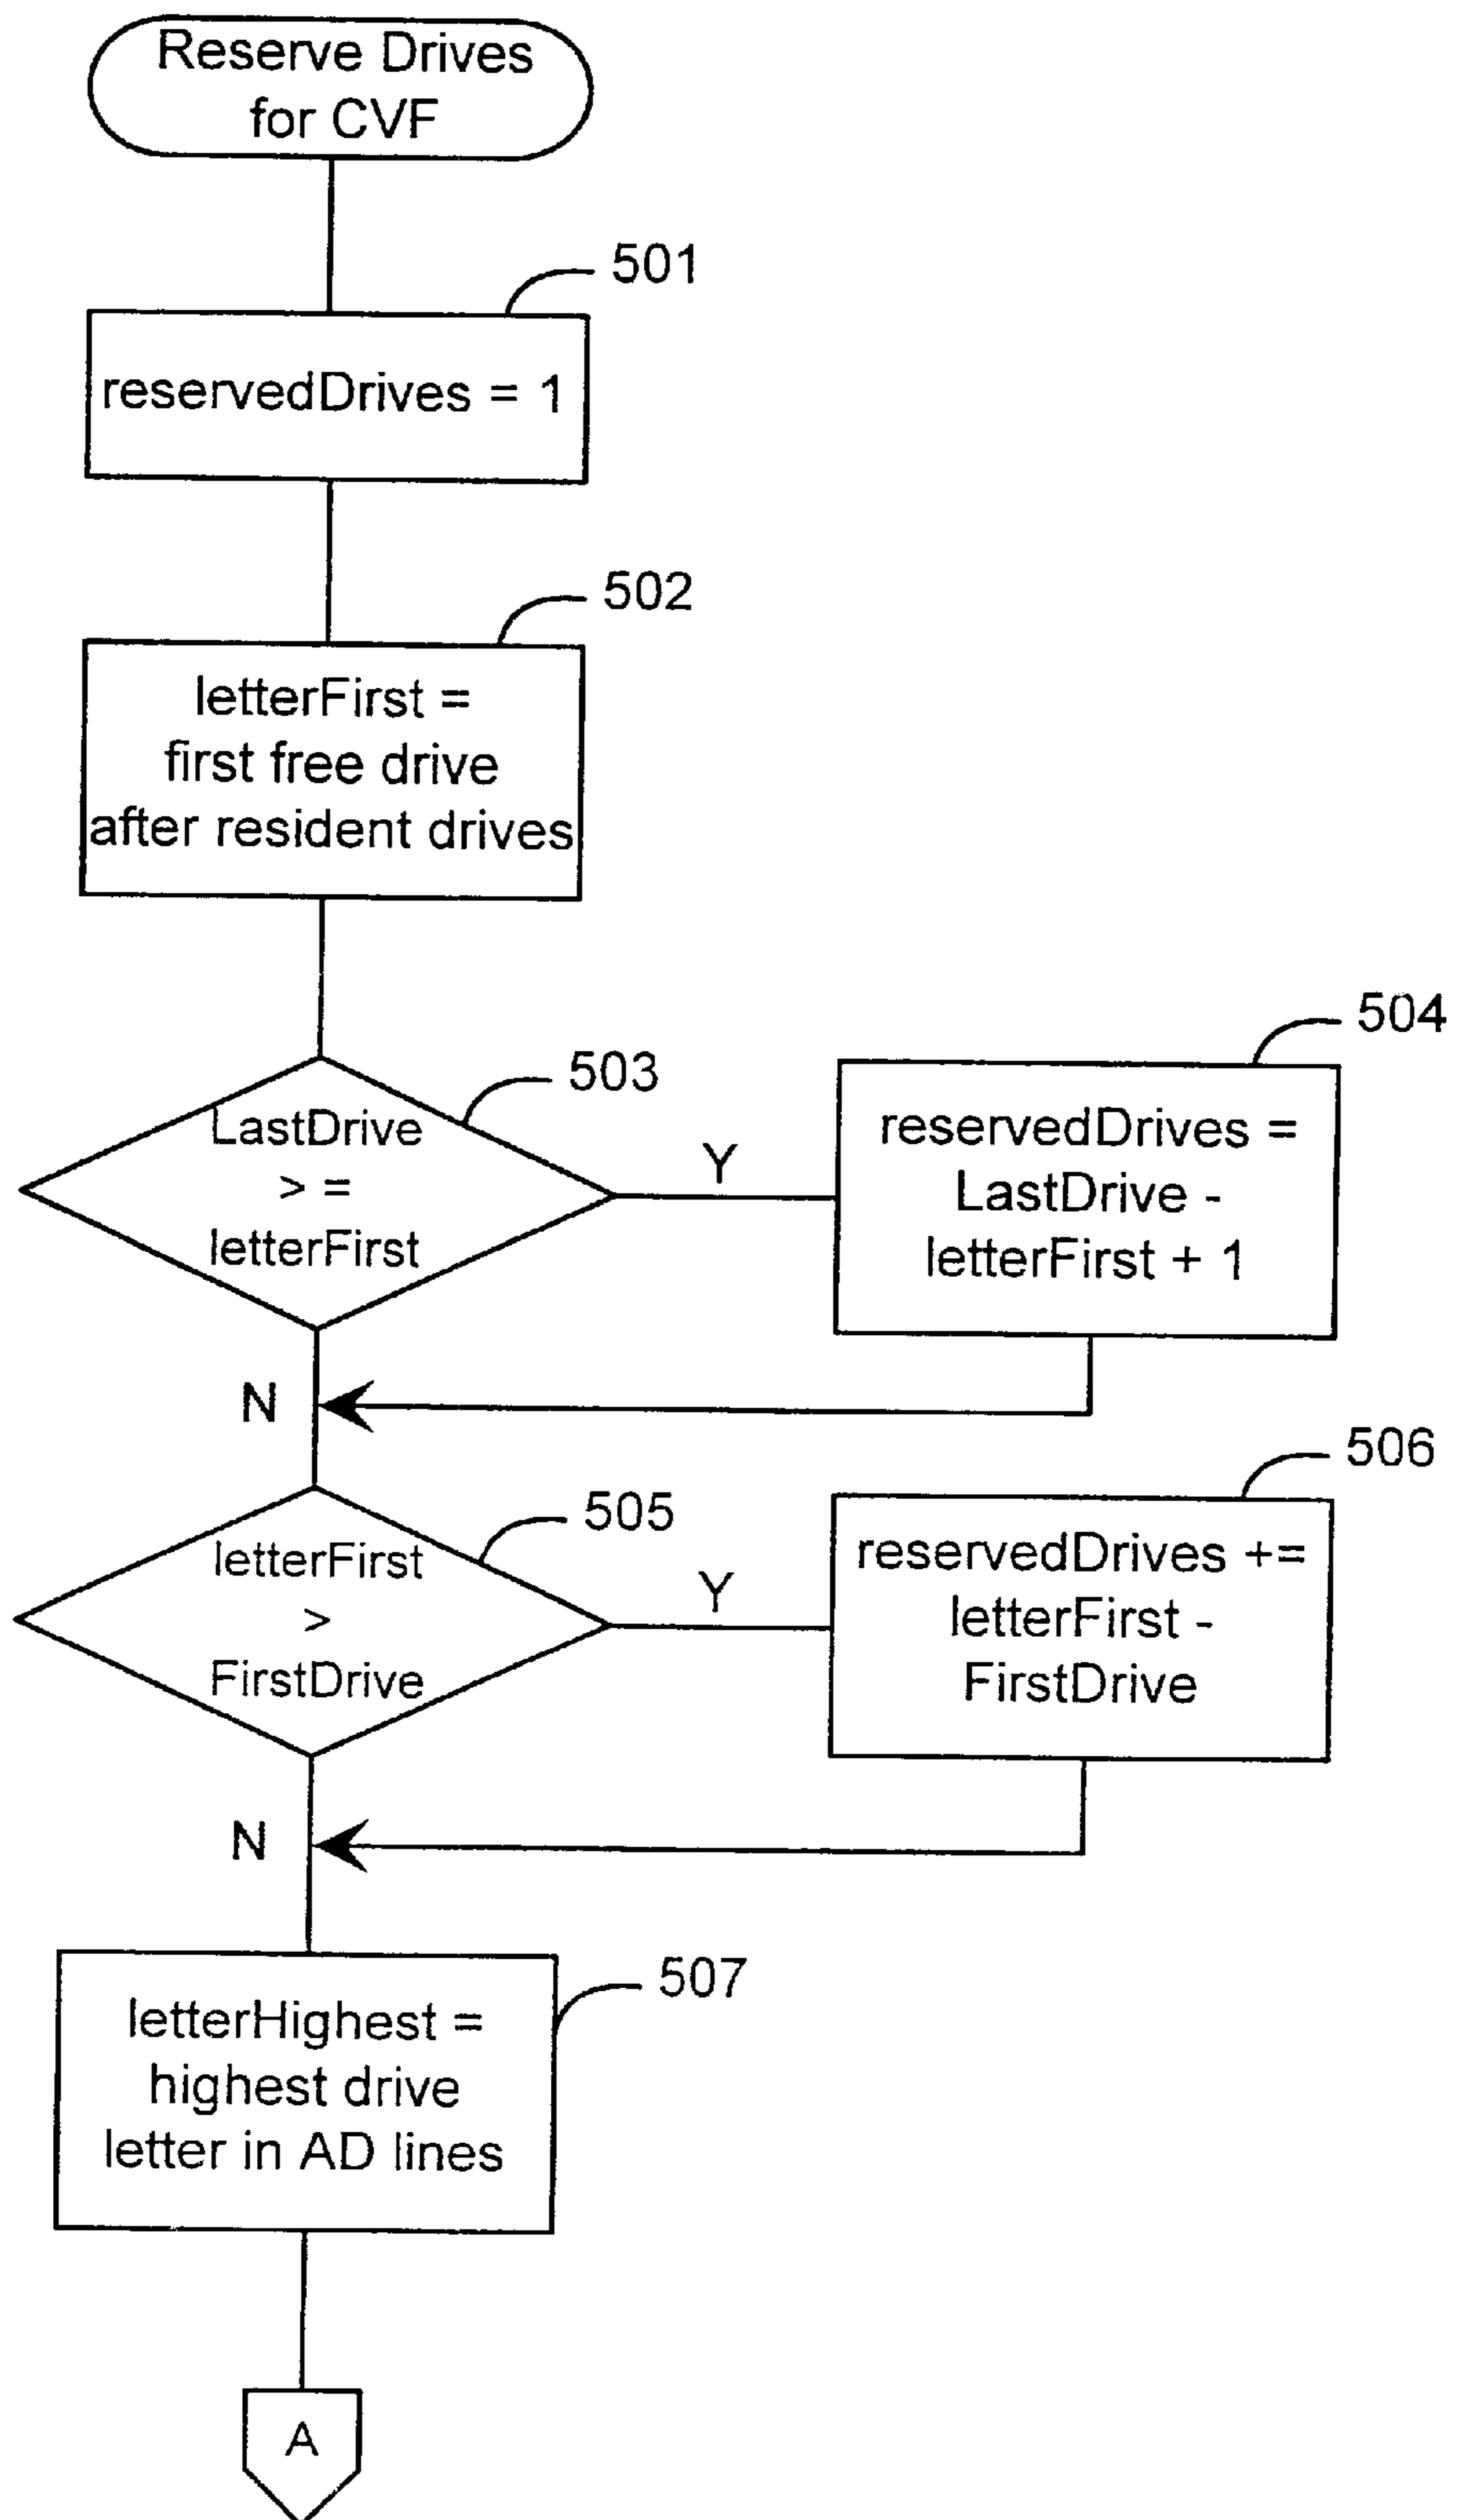 Reserve Drives
for CVF
501
reservedDrives = 1
502
letterFirst =
first free drive
after resident drives
503
LastDrive
> =
letterFirst
Y
504
reservedDrives =
LastDrive -
letterFirst + 1
N
505
letterFirst
>
FirstDrive
Y
506
reservedDrives +=
letterFirst -
FirstDrive
N
507
letterHighest =
highest drive
letter in AD lines
A